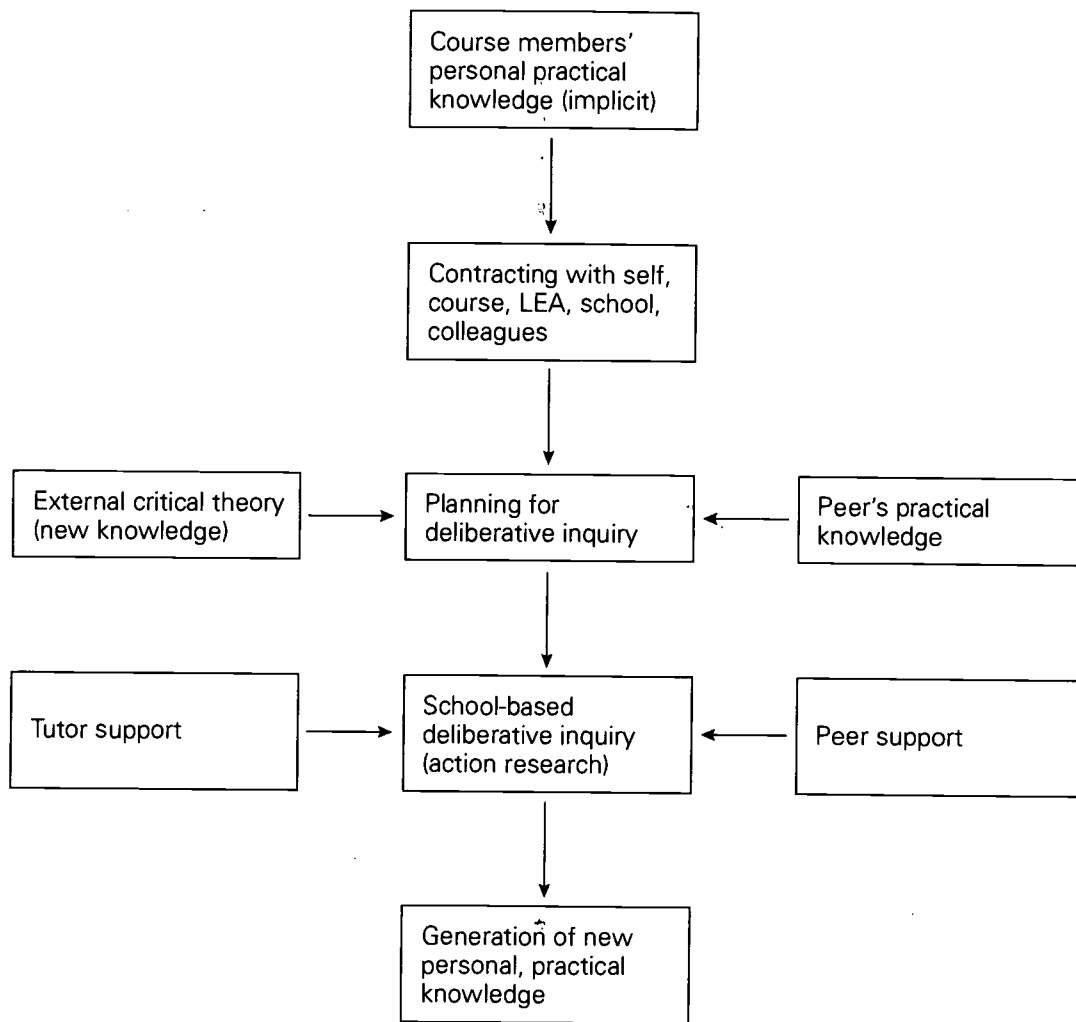 Course members'
personal practical
knowledge (implicit)
Contracting with self,
course, LEA, school,
colleagues
External critical theory
(new knowledge)
Planning for
deliberative inquiry
Peer's practical
knowledge
Tutor support
School-based
deliberative inquiry
(action research)
Peer support
Generation of new
personal, practical
knowledge